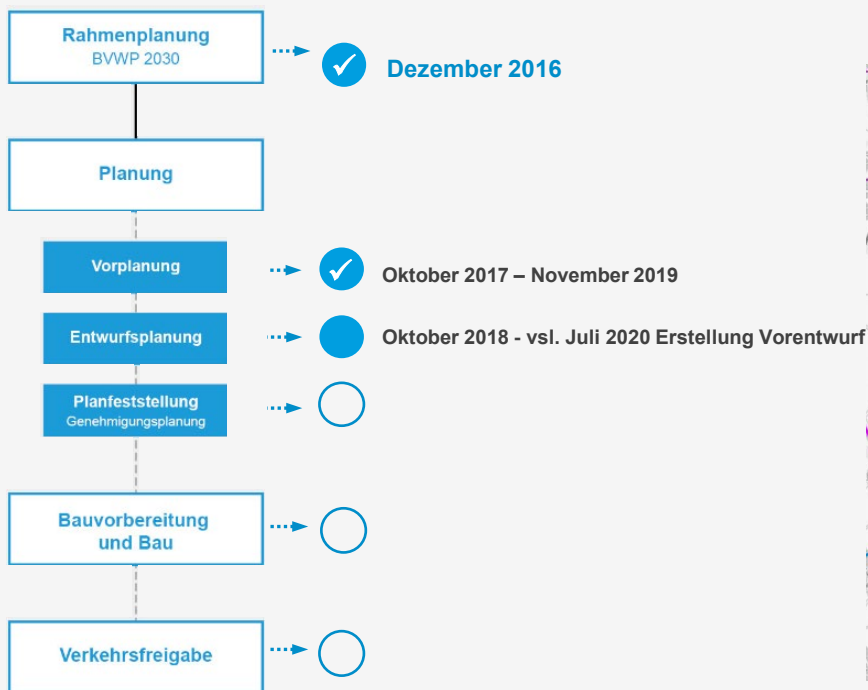 Rahmenplanung
BVWP 2030
Dezember 2016
Planung
Vorplanung
Oktober 2017 – November 2019
Entwurfsplanung
Oktober 2018 - vsl. Juli 2020 Erstellung Vorentwurf
Planfeststellung
Genehmigungsplanung
Bauvorbereitung
und Bau
Verkehrsfreigabe